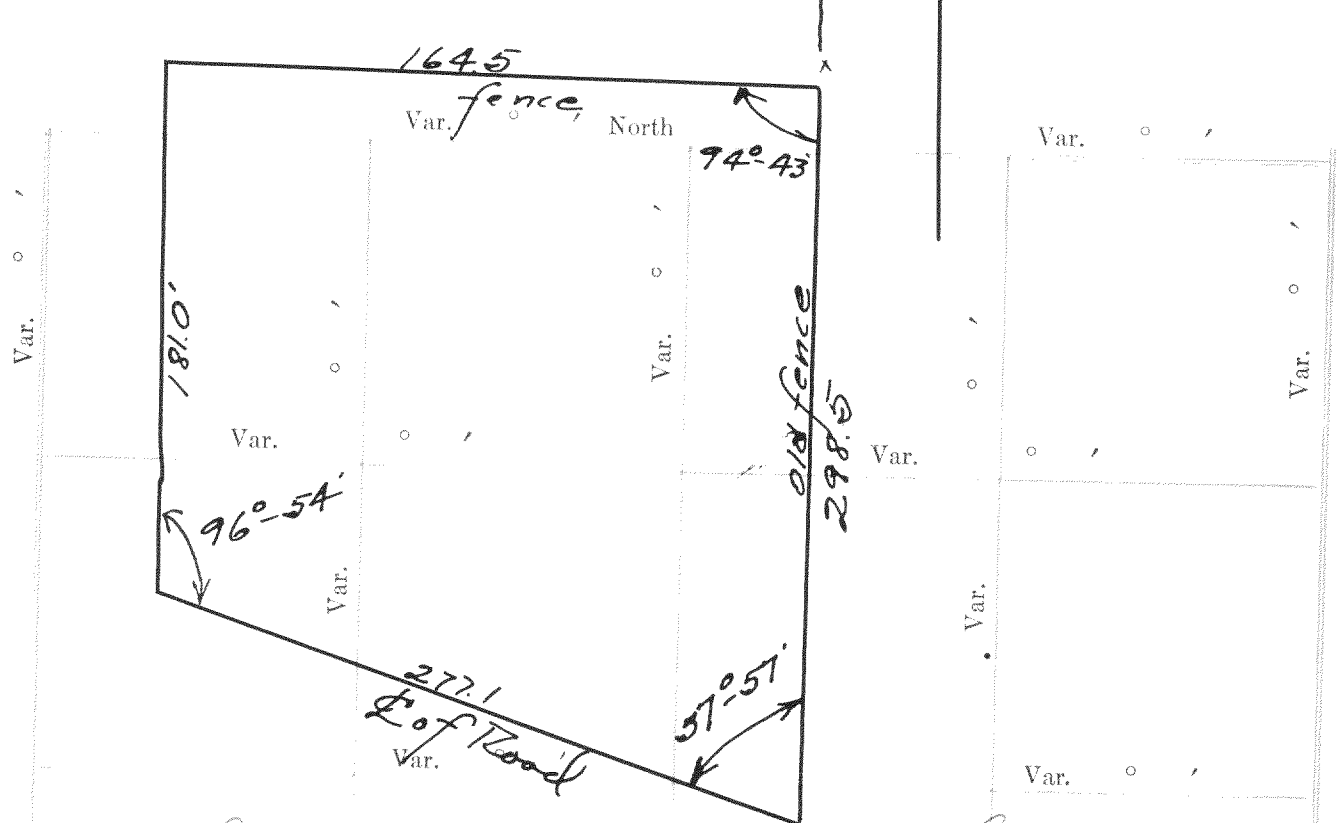 164.5
fence
Var. ° ′ North
Var. ° ′
94°-43'
Var. ° ′
Var. ° ′
Var. ° ′
181.0'
old fence
298.5
Var. ° ′
Var. ° ′
Var. ° ′
Var. ° ′
96°-54'
Var. ° ′
277.1
℄ of Road
Var.
57°-57'
Var. ° ′